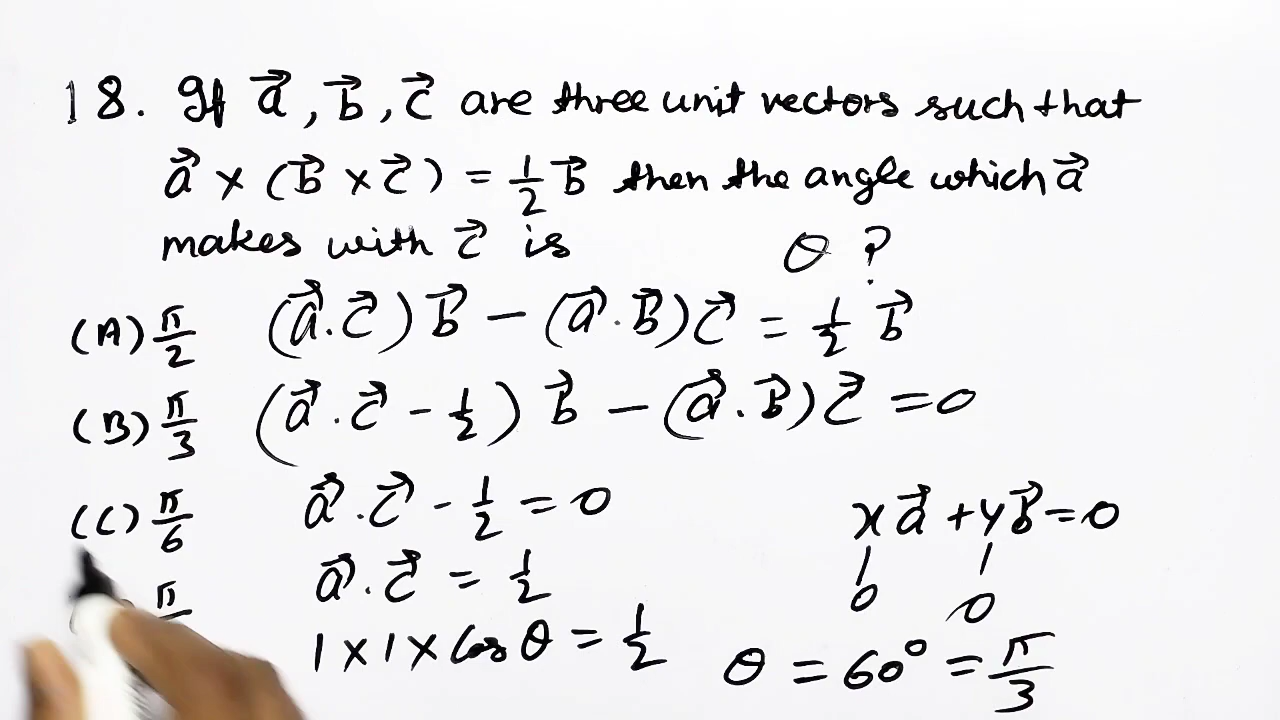 18. If a⃗, b⃗, c⃗ are three unit vectors such that
a⃗ × (b⃗ × c⃗) = 1/2 b⃗ then the angle which a⃗
makes with c⃗ is
θ ?
(A) π/2
(B) π/3
(C) π/6
π
(a⃗.c⃗)b⃗ − (a⃗.b⃗)c⃗ = 1/2 b⃗
(a⃗.c⃗ - 1/2) b⃗ − (a⃗.b⃗)c⃗ = 0
a⃗.c⃗ - 1/2 = 0
a⃗.c⃗ = 1/2
1 × 1 × cos θ = 1/2
xa⃗ + yb⃗ = 0
0 0
θ = 60° = π/3